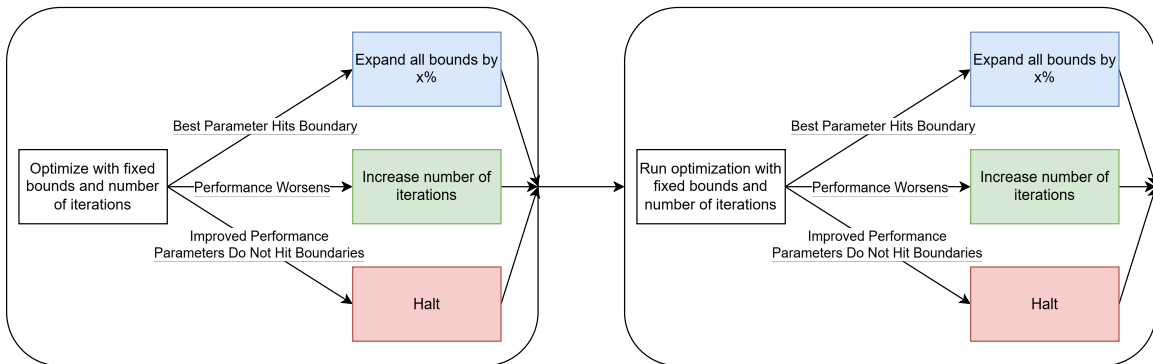 Expand all bounds by
x%
Best Parameter Hits Boundary
Optimize with fixed
bounds and number
of iterations
Performance Worsens
Increase number of
iterations
Improved Performance
Parameters Do Not Hit Boundaries
Halt
Expand all bounds by
x%
Best Parameter Hits Boundary
Run optimization with
fixed bounds and
number of iterations
Performance Worsens
Increase number of
iterations
Improved Performance
Parameters Do Not Hit Boundaries
Halt